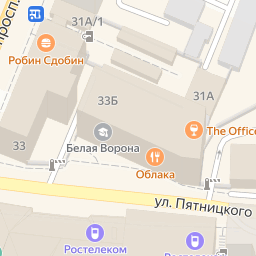 31А/1
просп.
Робин Сдобин
33Б
31А
The Office
33
Белая Ворона
Облака
ул. Пятницкого
Ростелеком
Ростелеком